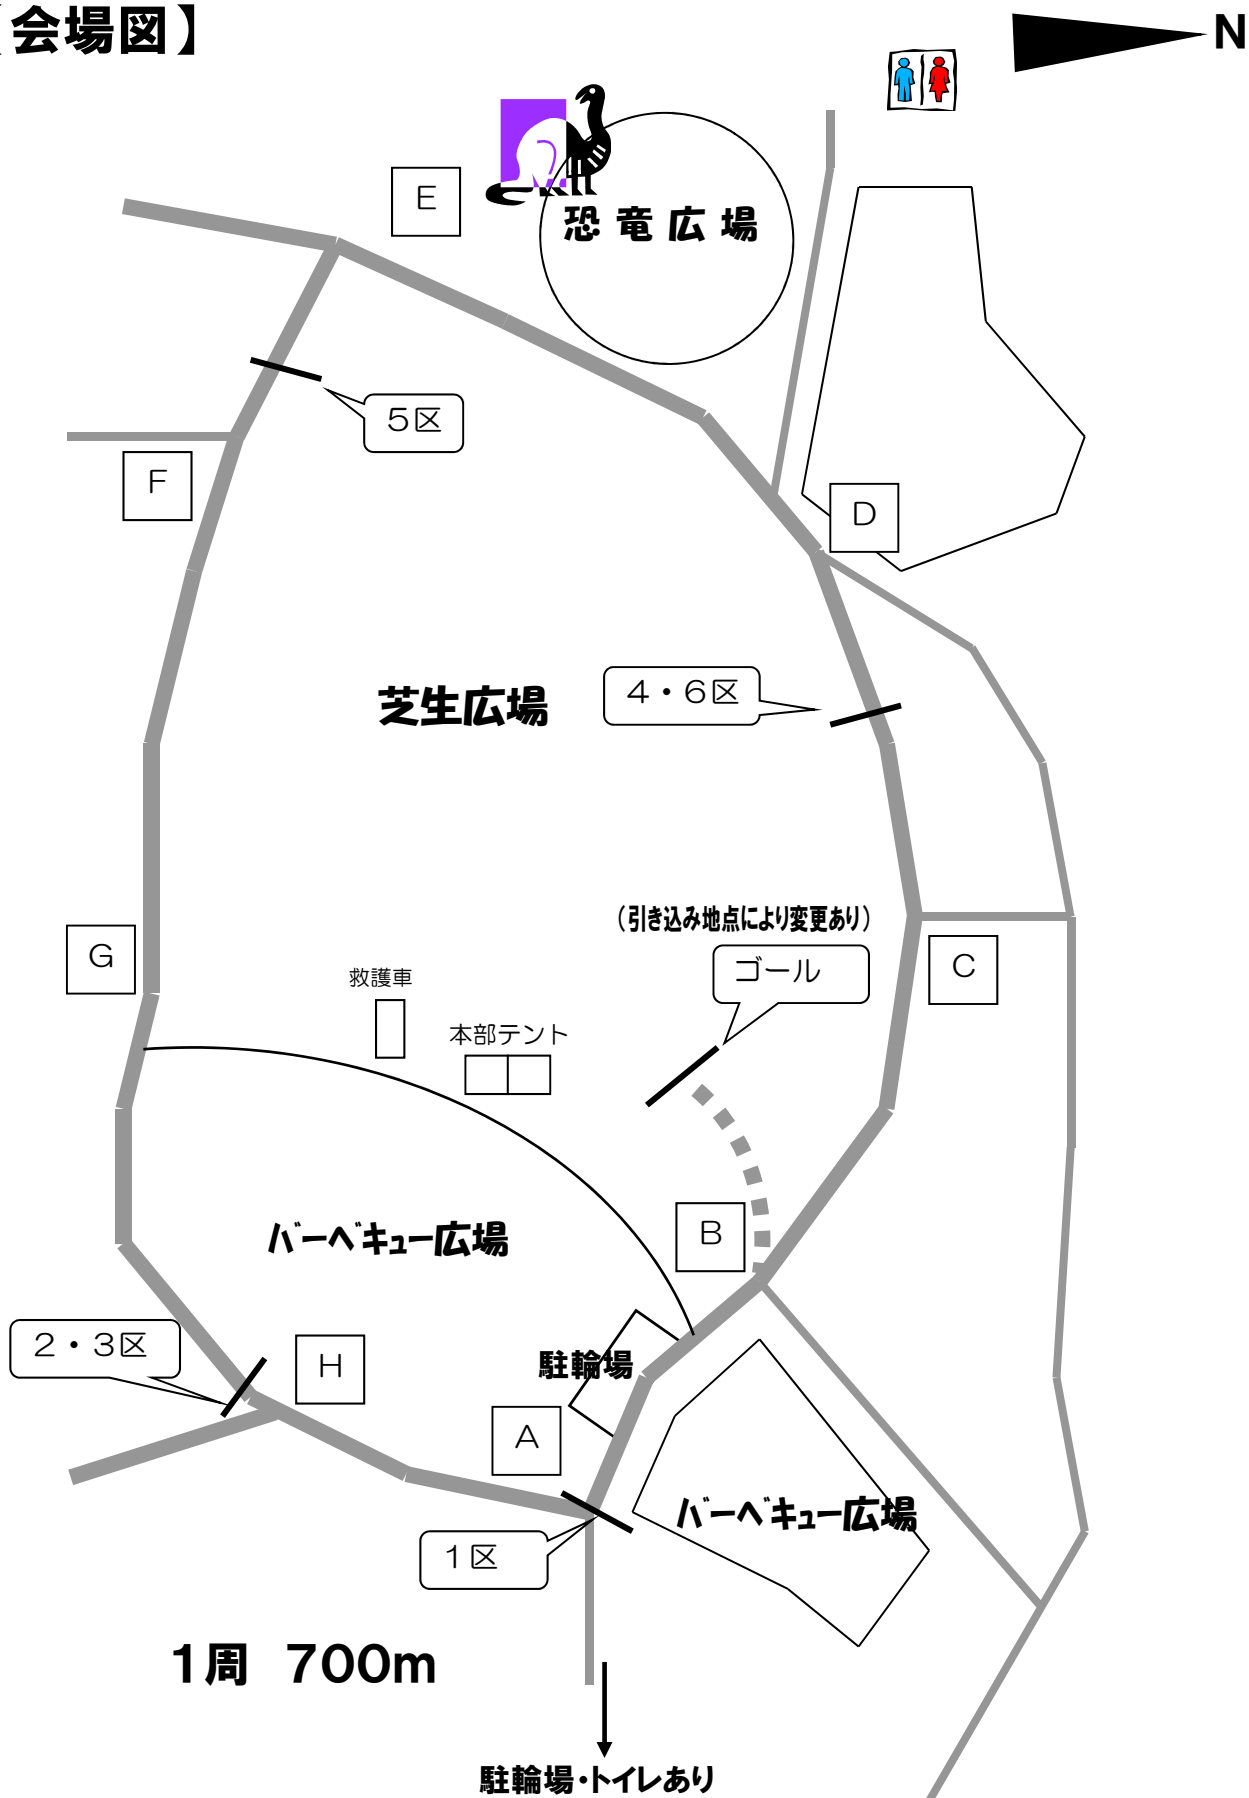 会場図】
N
E
恐竜広場
5区
F
D
芝生広場
4・6区
(引き込み地点により変更あり)
G
ゴール
C
救護車
本部テント
B
バーベキュー広場
2・3区
H
駐輪場
A
バーベキュー広場
1区
1周 700m
駐輪場・トイレあり